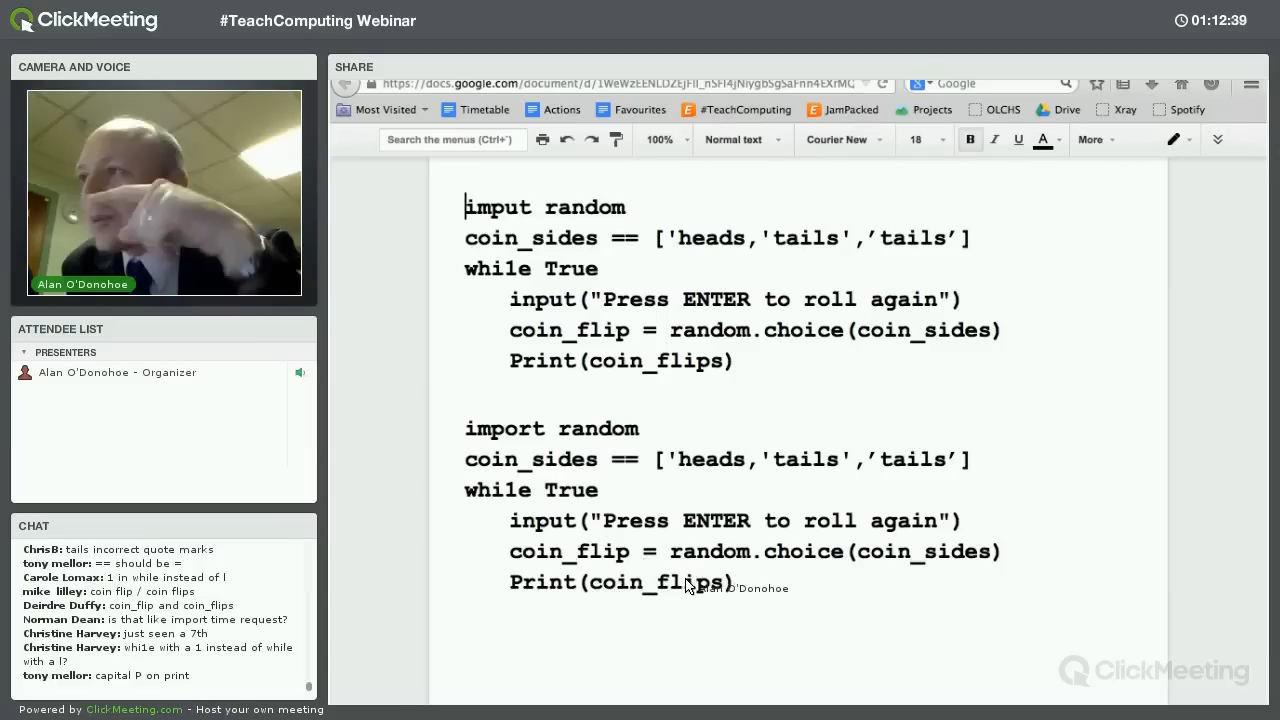 ClickMeeting
#TeachComputing Webinar
01:12:39
CAMERA AND VOICE
Alan O'Donohoe
ATTENDEE LIST
PRESENTERS
Alan O'Donohoe - Organizer
CHAT
ChrisB: tails incorrect quote marks
tony mellor: == should be =
Carole Lomax: 1 in while instead of l
mike lilley: coin flip / coin flips
Deirdre Duffy: coin_flip and coin_flips
Norman Dean: is that like import time request?
Christine Harvey: just seen a 7th
Christine Harvey: whi1e with a 1 instead of while
with a l?
tony mellor: capital P on print
Powered by ClickMeeting.com - Host your own meeting
SHARE
Google
Most Visited Timetable Actions Favourites #TeachComputing JamPacked Projects OLCHS Drive Xray Spotify
Search the menus (Ctrl+`) 100% Normal text Courier New 18 B I U A More
imput random
coin_sides == ['heads,'tails',’tails’]
whi1e True
input("Press ENTER to roll again")
coin_flip = random.choice(coin_sides)
Print(coin_flips)
import random
coin_sides == ['heads,'tails',’tails’]
whi1e True
input("Press ENTER to roll again")
coin_flip = random.choice(coin_sides)
Print(coin_flips)
Alan O'Donohoe
ClickMeeting